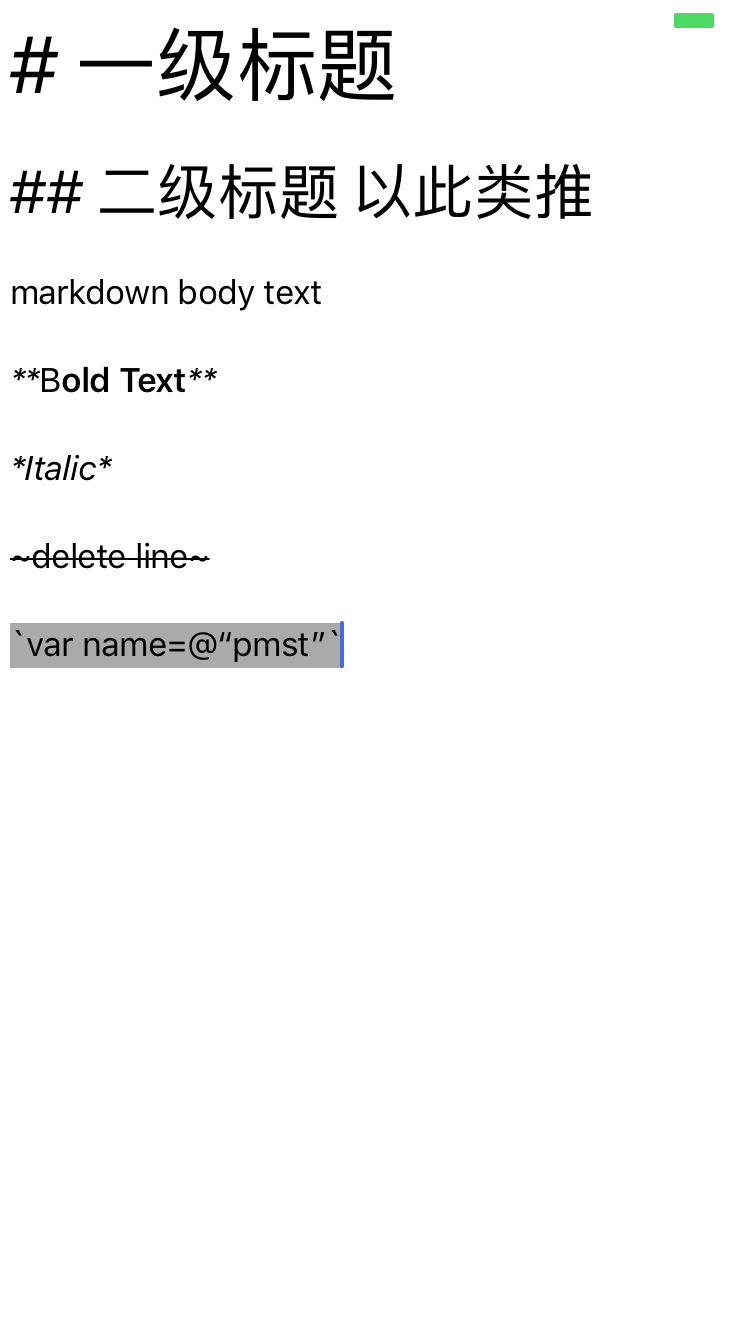 # 一级标题
## 二级标题 以此类推
markdown body text
**Bold Text**
*Italic*
~delete line~
`var name=@“pmst”`